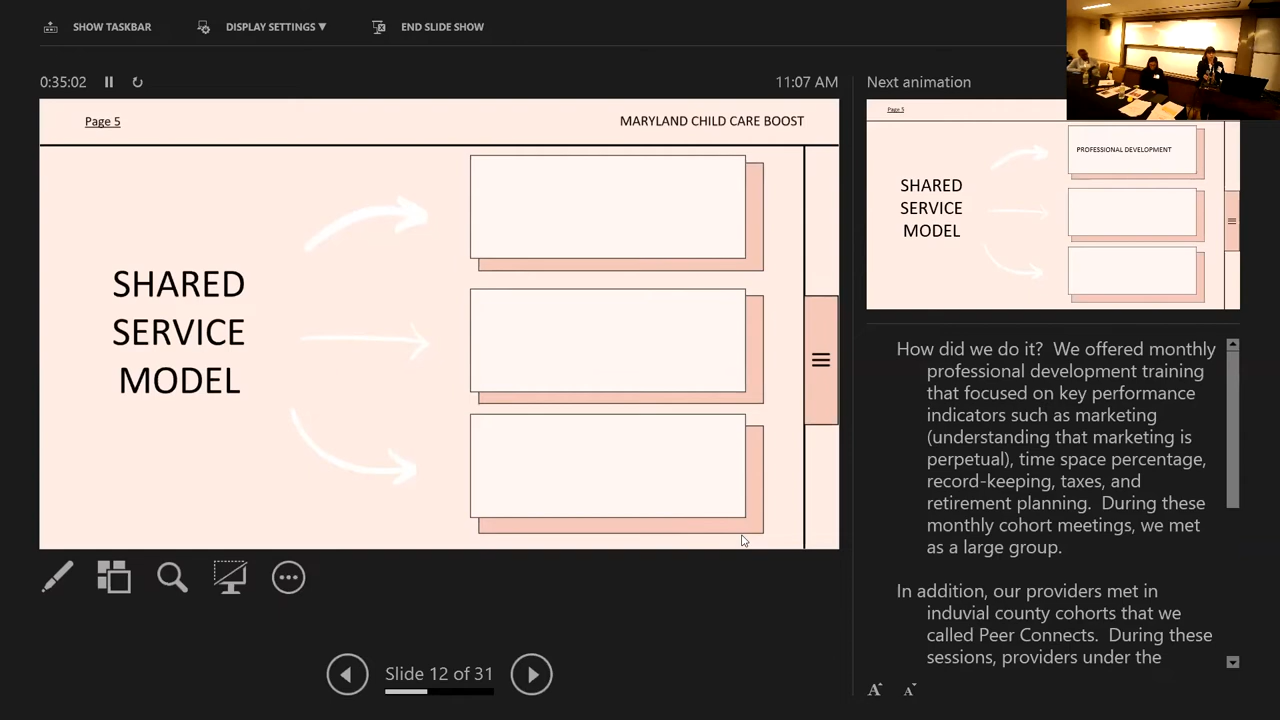 SHOW TASKBAR
DISPLAY SETTINGS ▼
END SLIDE SHOW
0:35:02
11:07 AM
Page 5
MARYLAND CHILD CARE BOOST
SHARED
SERVICE
MODEL
Slide 12 of 31
Next animation
Page 5
SHARED
SERVICE
MODEL
PROFESSIONAL DEVELOPMENT
How did we do it? We offered monthly
professional development training
that focused on key performance
indicators such as marketing
(understanding that marketing is
perpetual), time space percentage,
record-keeping, taxes, and
retirement planning. During these
monthly cohort meetings, we met
as a large group.
In addition, our providers met in
induvial county cohorts that we
called Peer Connects. During these
sessions, providers under the
A A